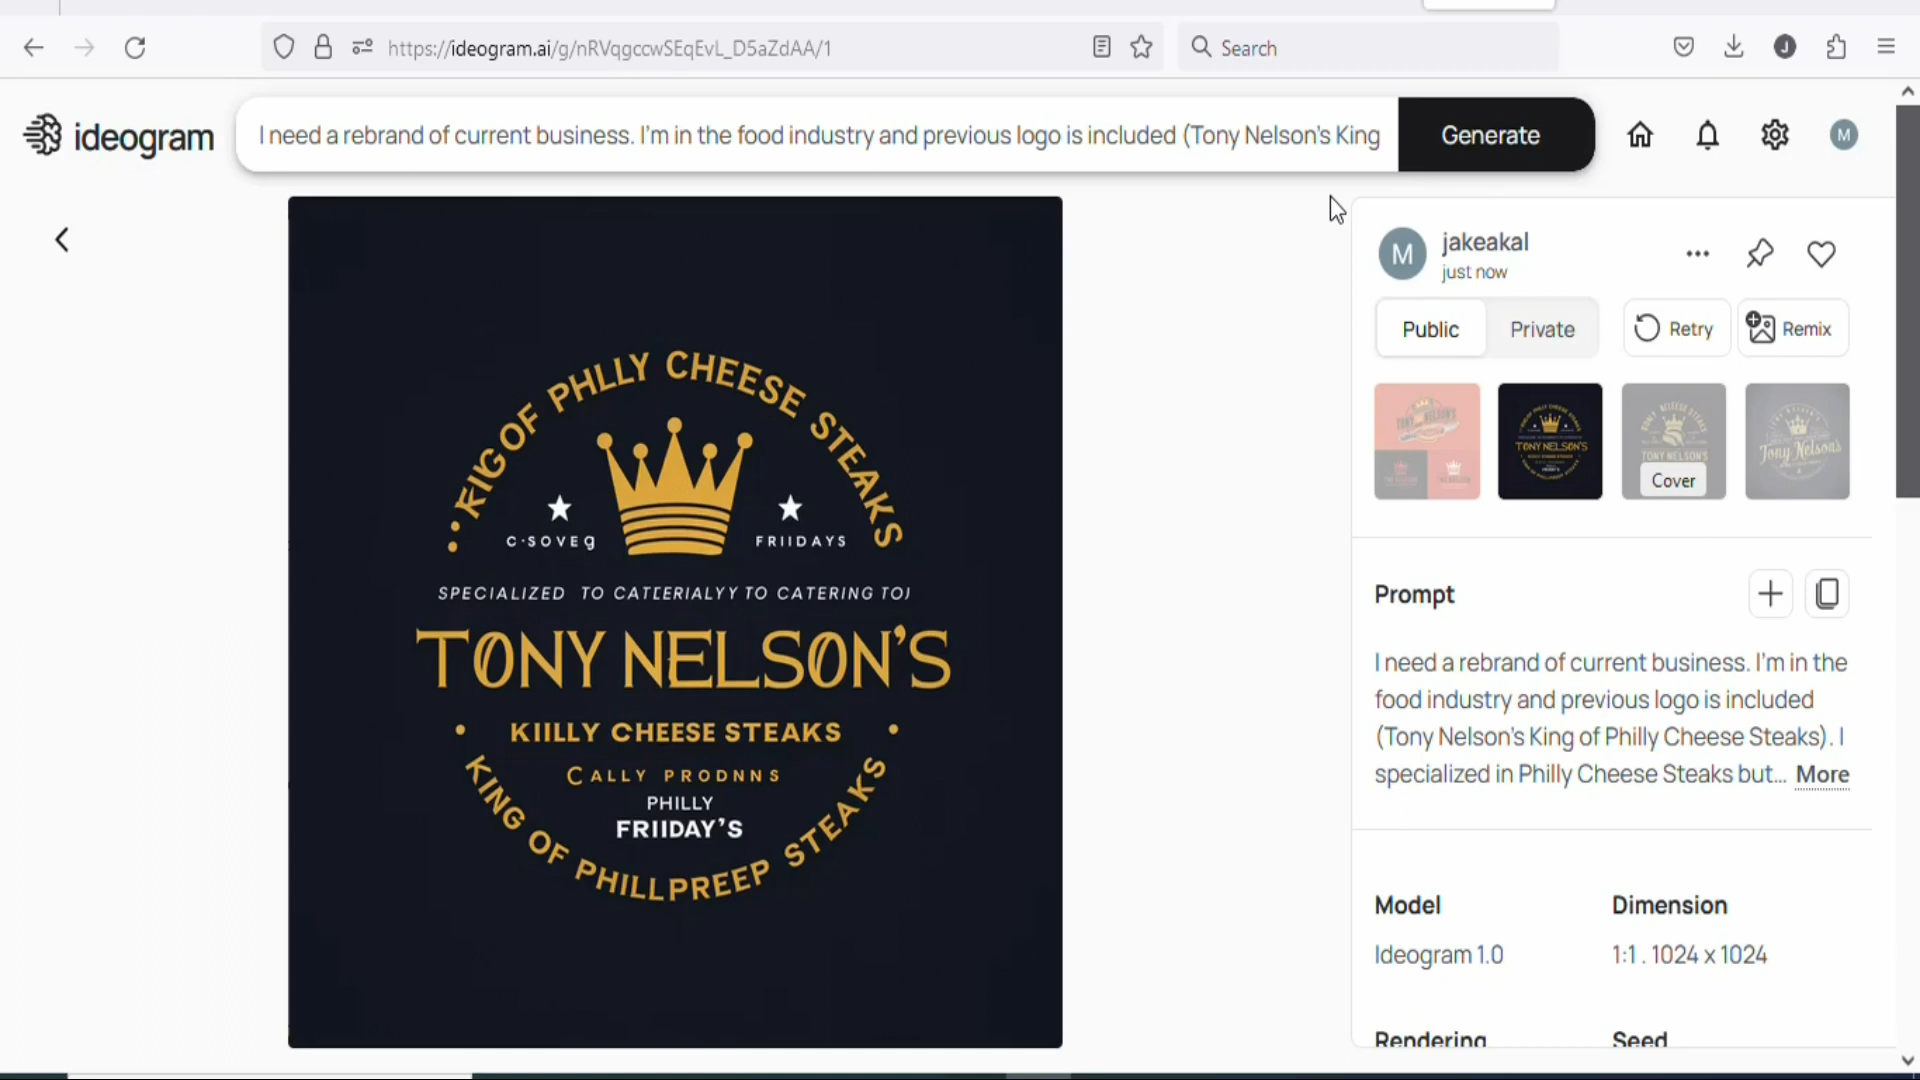 https://ideogram.ai/g/nRVqgccwSEqEvL_D5aZdAA/1
Search
J
ideogram
I need a rebrand of current business. I'm in the food industry and previous logo is included (Tony Nelson's King
Generate
M
M
jakeakal
just now
Public
Private
Retry
Remix
Cover
KIIGOF PHLLY CHEESE STEAKS
C·SOVEg
FRIIDAYS
SPECIALIZED TO CATEERIALYY TO CATERING TO)
TONY NELSON'S
KIILLY CHEESE STEAKS
CALLY PRODNNS
PHILLY
FRIIDAY'S
KING OF PHILLPREEP STEAKS
Prompt
I need a rebrand of current business. I'm in the
food industry and previous logo is included
(Tony Nelson's King of Philly Cheese Steaks). I
specialized in Philly Cheese Steaks but... More
Model
Dimension
Ideogram 1.0
1:1 . 1024 x 1024
Rendering
Seed